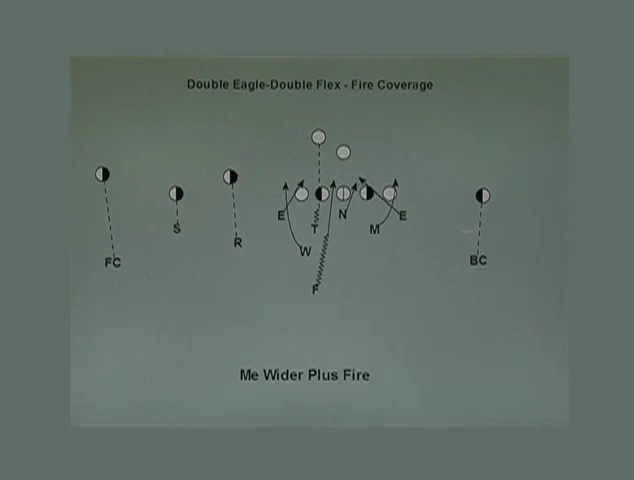 Double Eagle-Double Flex - Fire Coverage
E N E
S T M
R
W
FC BC
F
Me Wider Plus Fire